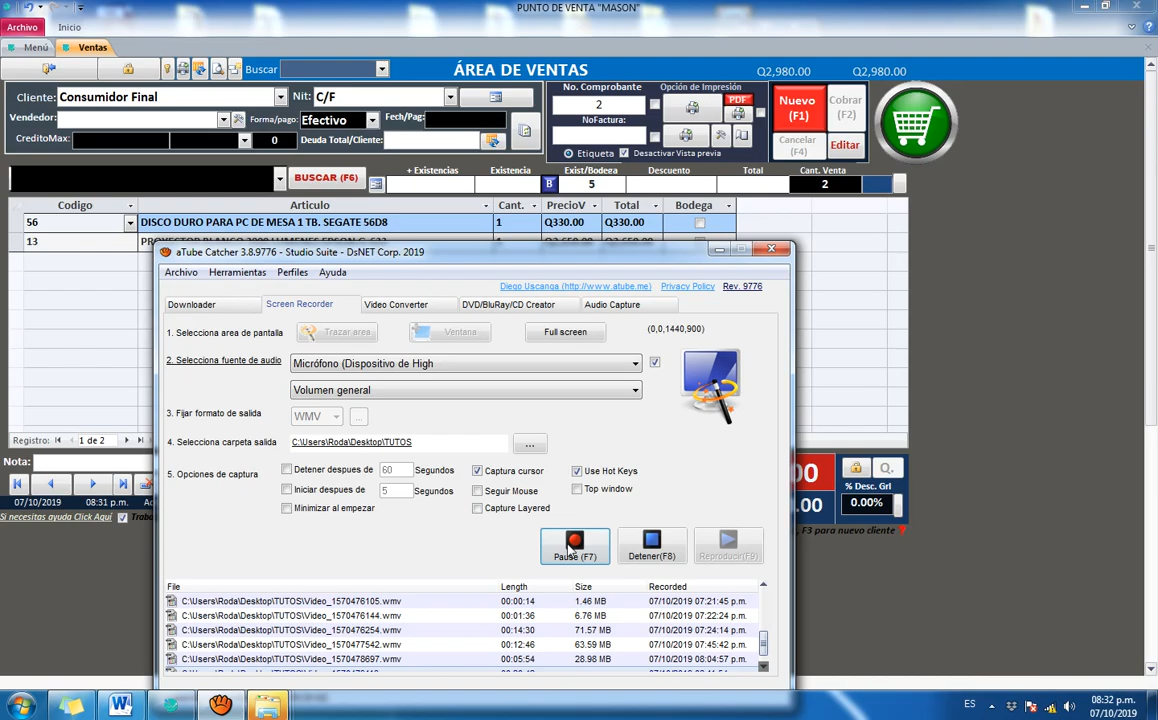 PUNTO DE VENTA "MASON"
Archivo Inicio
Menú Ventas
Buscar ÁREA DE VENTAS Q2,980.00 Q2,980.00
Cliente: Consumidor Final Nit: C/F
Vendedor: Forma/pago: Efectivo Fech/Pag:
CreditoMax: 0 Deuda Total/Cliente:
No. Comprobante Opción de Impresión
2 PDF
NoFactura:
Etiqueta Desactivar Vista previa
Nuevo (F1) Cobrar (F2)
Cancelar (F4) Editar
BUSCAR (F6) + Existencias Existencia Exist/Bodega Descuento Total Cant. Venta
B 5 2
Codigo Articulo Cant. PrecioV Total Bodega
56 DISCO DURO PARA PC DE MESA 1 TB. SEGATE 56D8 1 Q330.00 Q330.00
13
aTube Catcher 3.8.9776 - Studio Suite - DsNET Corp. 2019
Archivo Herramientas Perfiles Ayuda
Diego Uscanga (http://www.atube.me) Privacy Policy Rev. 9776
Downloader Screen Recorder Video Converter DVD/BluRay/CD Creator Audio Capture
1. Selecciona area de pantalla Trazar area Ventana Full screen (0,0,1440,900)
2. Selecciona fuente de audio Micrófono (Dispositivo de High
Volumen general
3. Fijar formato de salida WMV ...
4. Selecciona carpeta salida C:\Users\Roda\Desktop\TUTOS ...
5. Opciones de captura Detener despues de 60 Segundos Captura cursor Use Hot Keys
Iniciar despues de 5 Segundos Seguir Mouse Top window
Minimizar al empezar Capture Layered
Pause (F7) Detener(F8) Reproducir(F9)
File Length Size Recorded
C:\Users\Roda\Desktop\TUTOS\Video_1570476105.wmv 00:00:14 1.46 MB 07/10/2019 07:21:45 p.m.
C:\Users\Roda\Desktop\TUTOS\Video_1570476144.wmv 00:01:36 6.76 MB 07/10/2019 07:22:24 p.m.
C:\Users\Roda\Desktop\TUTOS\Video_1570476254.wmv 00:14:30 71.57 MB 07/10/2019 07:24:14 p.m.
C:\Users\Roda\Desktop\TUTOS\Video_1570477542.wmv 00:12:46 63.59 MB 07/10/2019 07:45:42 p.m.
C:\Users\Roda\Desktop\TUTOS\Video_1570478697.wmv 00:05:54 28.98 MB 07/10/2019 08:04:57 p.m.
Registro: 1 de 2
Nota:
00 Q.
.00 % Desc. Grl
0.00%
07/10/2019 08:31 p.m.
Si necesitas ayuda Click Aquí
, F3 para nuevo cliente
ES 08:32 p.m.
07/10/2019